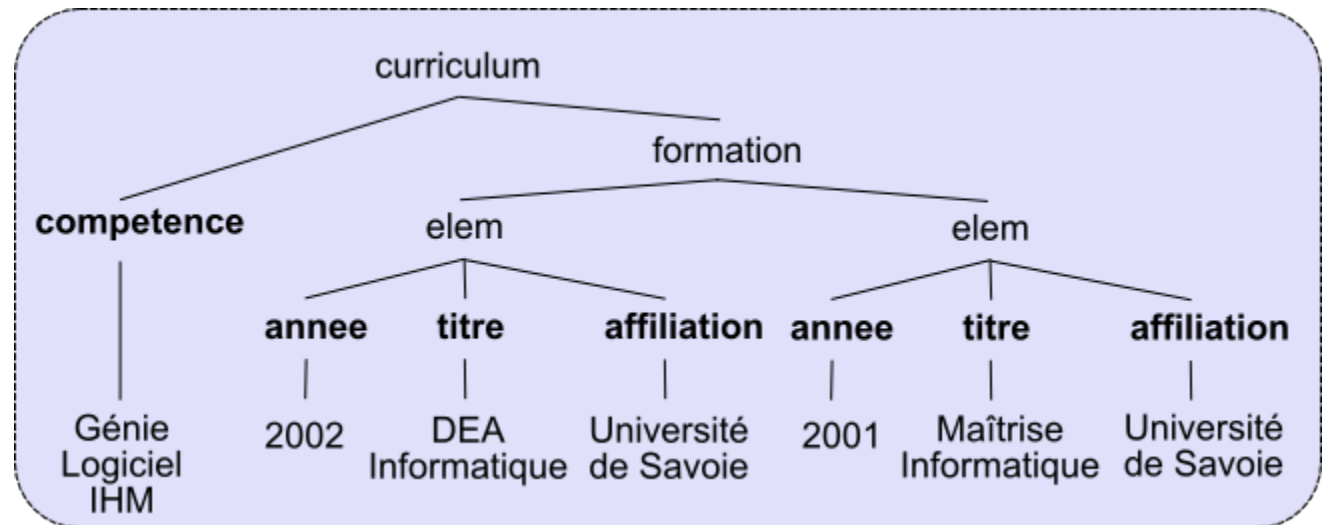 curriculum
formation
competence
elem
elem
annee
titre
affiliation
annee
titre
affiliation
Génie
Logiciel
IHM
2002
DEA
Informatique
Université
de Savoie
2001
Maîtrise
Informatique
Université
de Savoie